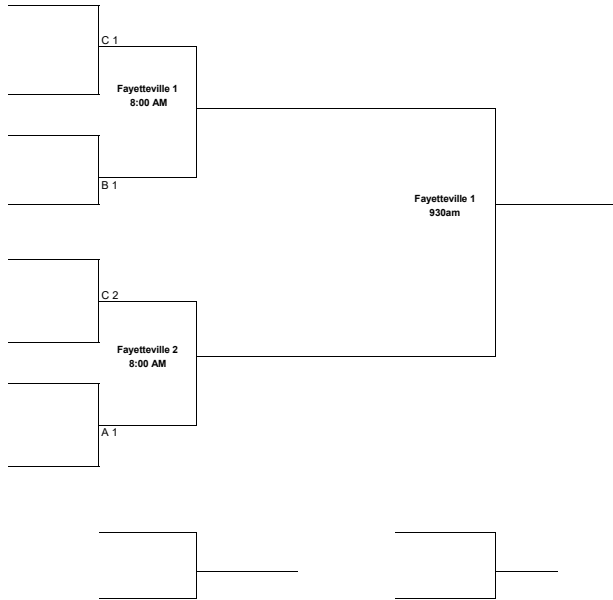 C 1
Fayetteville 1
8:00 AM
B 1
Fayetteville 1
930am
C 2
Fayetteville 2
8:00 AM
A 1